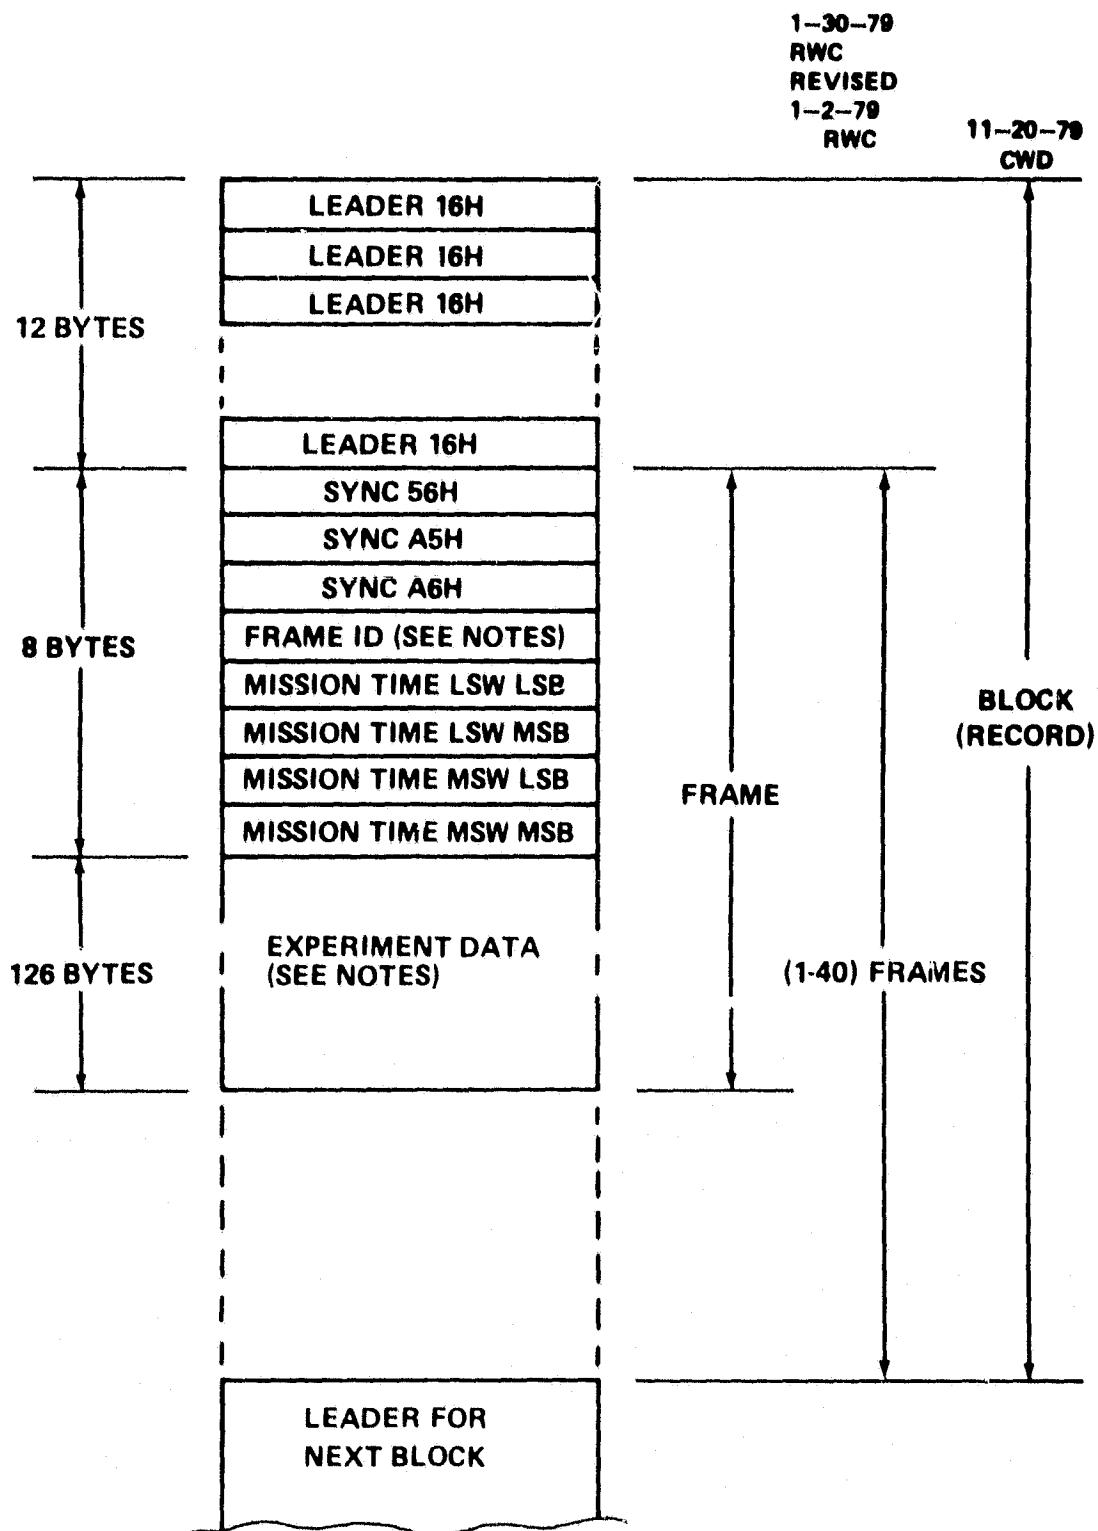 1-30-79
RWC
REVISED
1-2-79
RWC
11-20-79
CWD
LEADER 16H
LEADER 16H
LEADER 16H
12 BYTES
LEADER 16H
SYNC 56H
SYNC A5H
SYNC A6H
FRAME ID (SEE NOTES)
8 BYTES
MISSION TIME LSW LSB
MISSION TIME LSW MSB
MISSION TIME MSW LSB
MISSION TIME MSW MSB
BLOCK
(RECORD)
FRAME
EXPERIMENT DATA
(SEE NOTES)
126 BYTES
(1-40) FRAMES
LEADER FOR
NEXT BLOCK